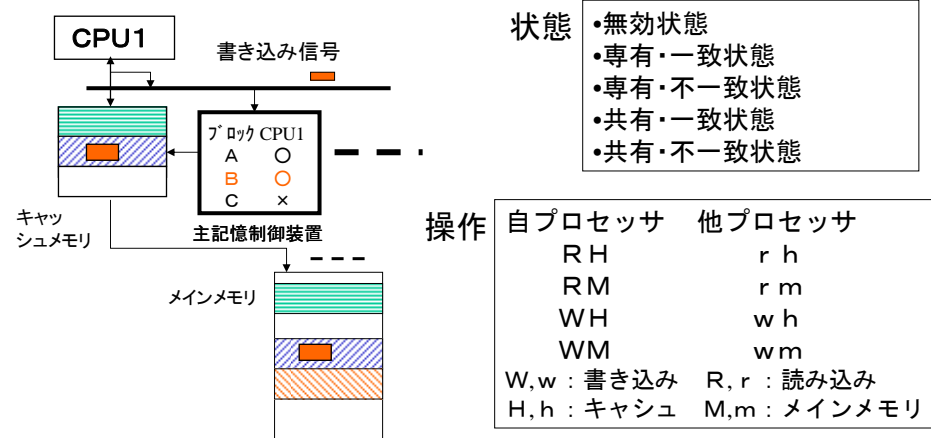 CPU1
書き込み信号
ブロック CPU1
A ○
B ○
C ×
キャッ
シュメモリ
主記憶制御装置
メインメモリ
状態
•無効状態
•専有・一致状態
•専有・不一致状態
•共有・一致状態
•共有・不一致状態
操作
自プロセッサ 他プロセッサ
RH rh
RM rm
WH wh
WM wm
W,w：書き込み R,r：読み込み
H,h：キャシュ M,m：メインメモリ